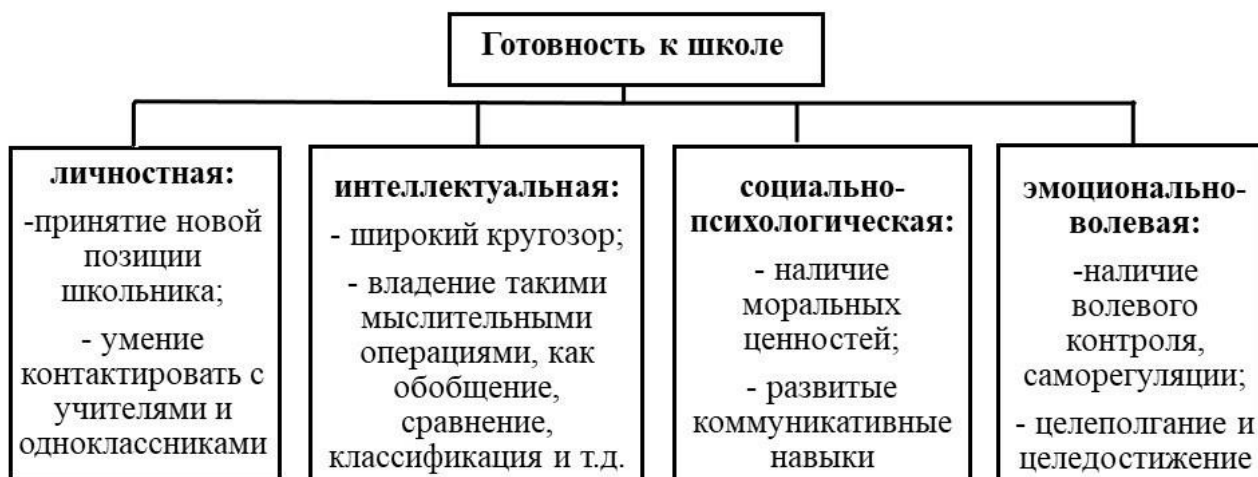 Готовность к школе
личностная:
-принятие новой
позиции
школьника;
- умение
контактировать с
учителями и
одноклассниками
интеллектуальная:
- широкий кругозор;
- владение такими
мыслительными
операциями, как
обобщение,
сравнение,
классификация и т.д.
социально-
психологическая:
- наличие
моральных
ценностей;
- развитые
коммуникативные
навыки
эмоционально-
волевая:
-наличие
волевого
контроля,
саморегуляции;
- целеполгание и
целедостижение